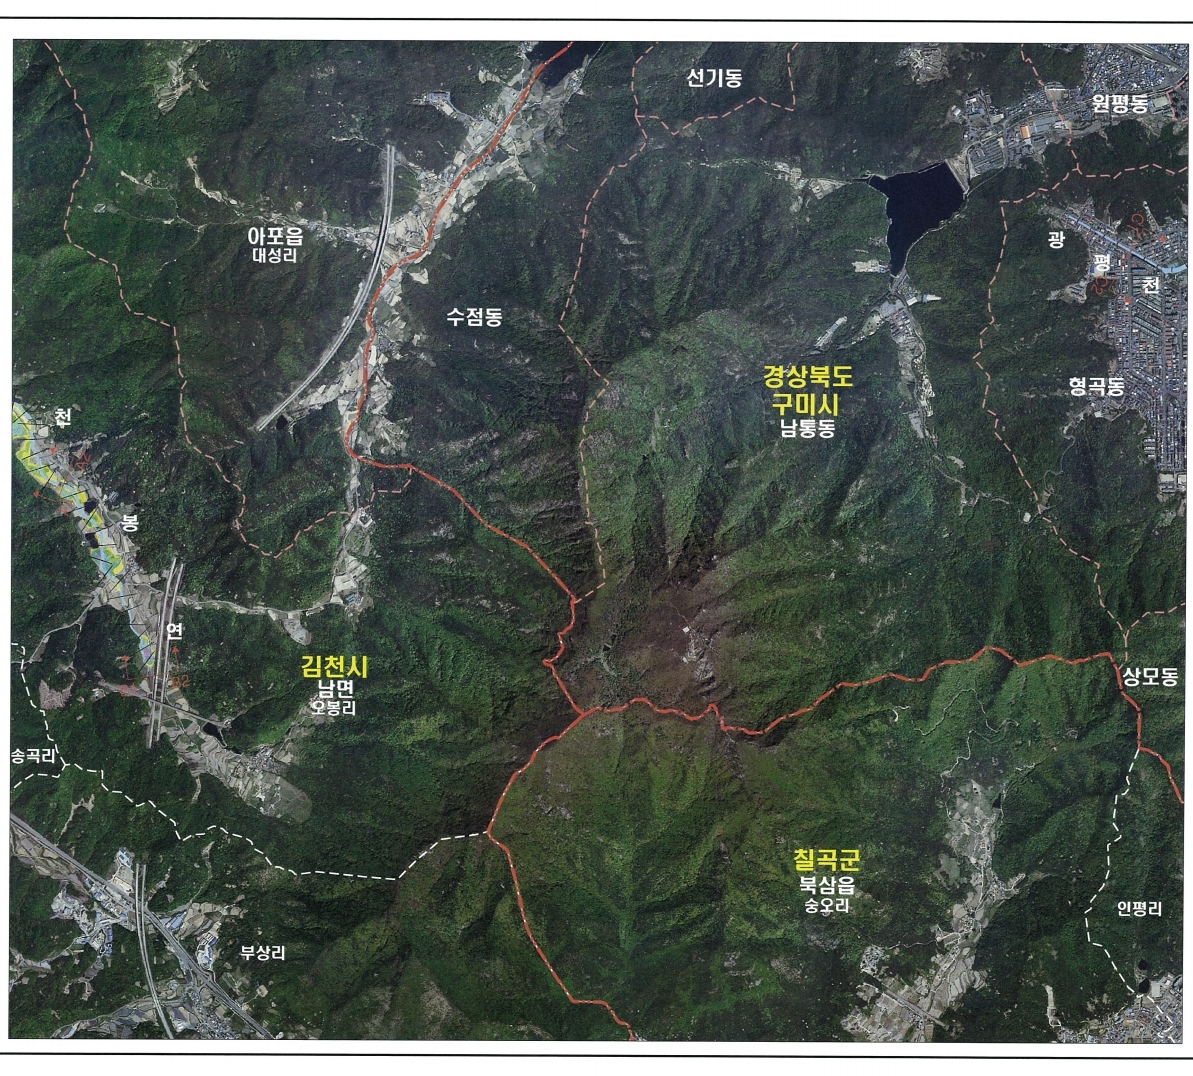 선기동
원평동
아포읍
대성리
광
평
천
수점동
경상북도
구미시
남통동
형곡동
천
봉
연
김천시
남면
오봉리
상모동
송곡리
칠곡군
북삼읍
숭오리
인평리
부상리